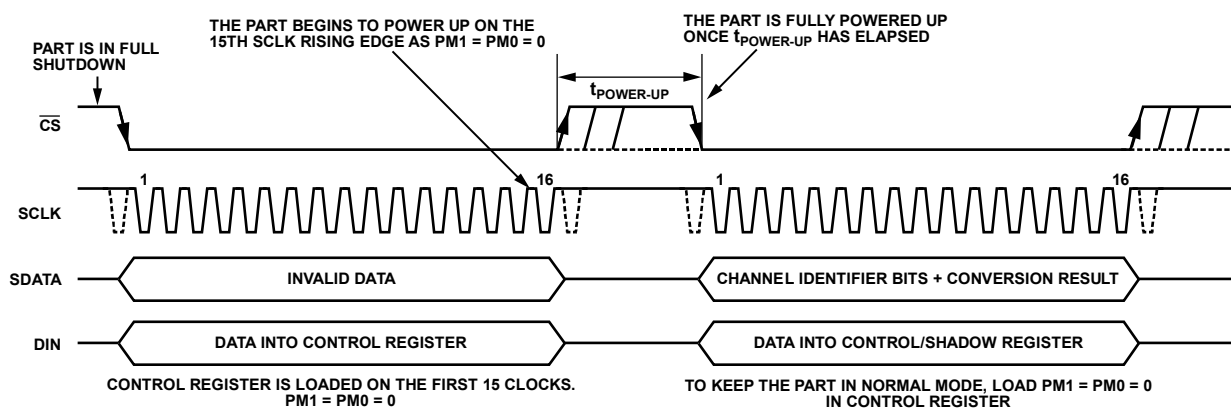 THE PART BEGINS TO POWER UP ON THE
15TH SCLK RISING EDGE AS PM1 = PM0 = 0
THE PART IS FULLY POWERED UP
ONCE tPOWER-UP HAS ELAPSED
PART IS IN FULL
SHUTDOWN
tPOWER-UP
CS
1
16
1
16
SCLK
SDATA
INVALID DATA
CHANNEL IDENTIFIER BITS + CONVERSION RESULT
DIN
DATA INTO CONTROL REGISTER
DATA INTO CONTROL/SHADOW REGISTER
CONTROL REGISTER IS LOADED ON THE FIRST 15 CLOCKS.
PM1 = PM0 = 0
TO KEEP THE PART IN NORMAL MODE, LOAD PM1 = PM0 = 0
IN CONTROL REGISTER